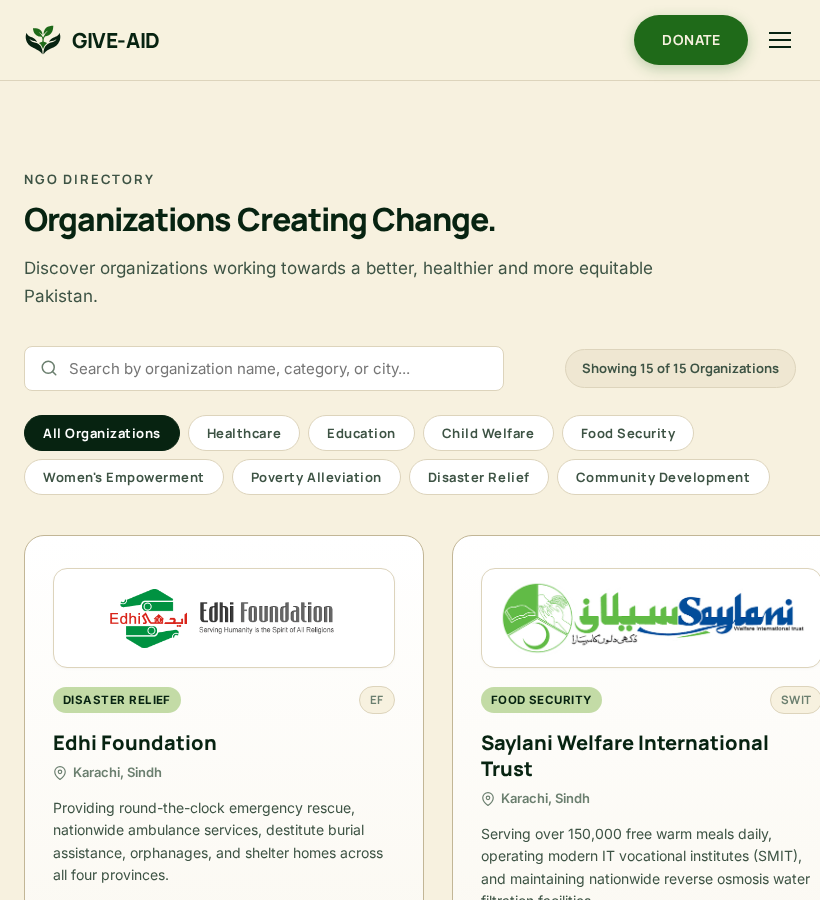 GIVE-AID
DONATE
NGO DIRECTORY
Organizations Creating Change.
Discover organizations working towards a better, healthier and more equitable
Pakistan.
Search by organization name, category, or city...
Showing 15 of 15 Organizations
All Organizations
Healthcare
Education
Child Welfare
Food Security
Women's Empowerment
Poverty Alleviation
Disaster Relief
Community Development
Edhi ایدھی
Edhi Foundation
Serving Humanity is the Spirit of All Religions
DISASTER RELIEF
EF
Edhi Foundation
Karachi, Sindh
Providing round-the-clock emergency rescue,
nationwide ambulance services, destitute burial
assistance, orphanages, and shelter homes across
all four provinces.
سیلانی Saylani
Welfare International trust
FOOD SECURITY
SWIT
Saylani Welfare International
Trust
Karachi, Sindh
Serving over 150,000 free warm meals daily,
operating modern IT vocational institutes (SMIT),
and maintaining nationwide reverse osmosis water
filtration facilities.